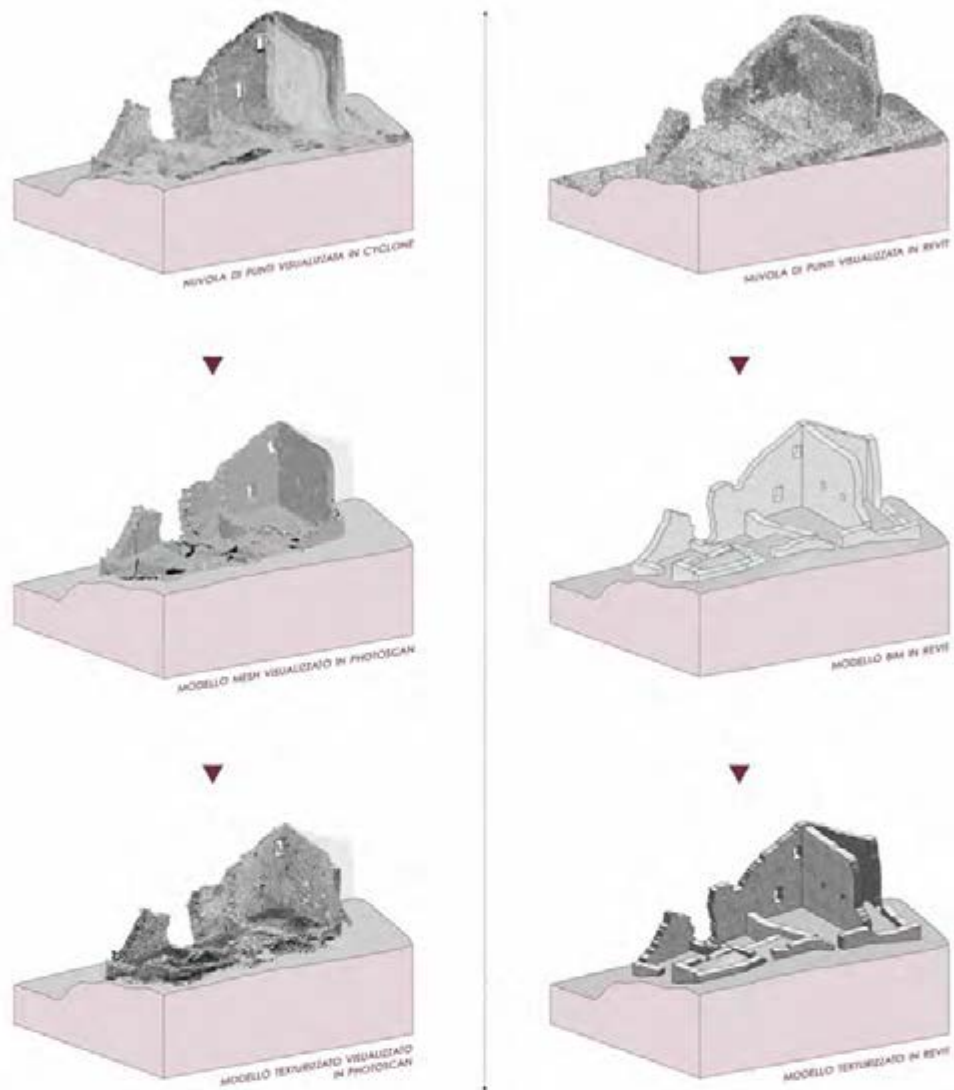 NUVOLA DI PUNTI VISUALIZZATA IN CYCLONE
NUVOLA DI PUNTI VISUALIZZATA IN REVIT
MODELLO MESH VISUALIZZATO IN PHOTOSCAN
MODELLO BIM IN REVIT
MODELLO TEXTURIZZATO VISUALIZZATO
IN PHOTOSCAN
MODELLO TEXTURIZZATO IN REVIT